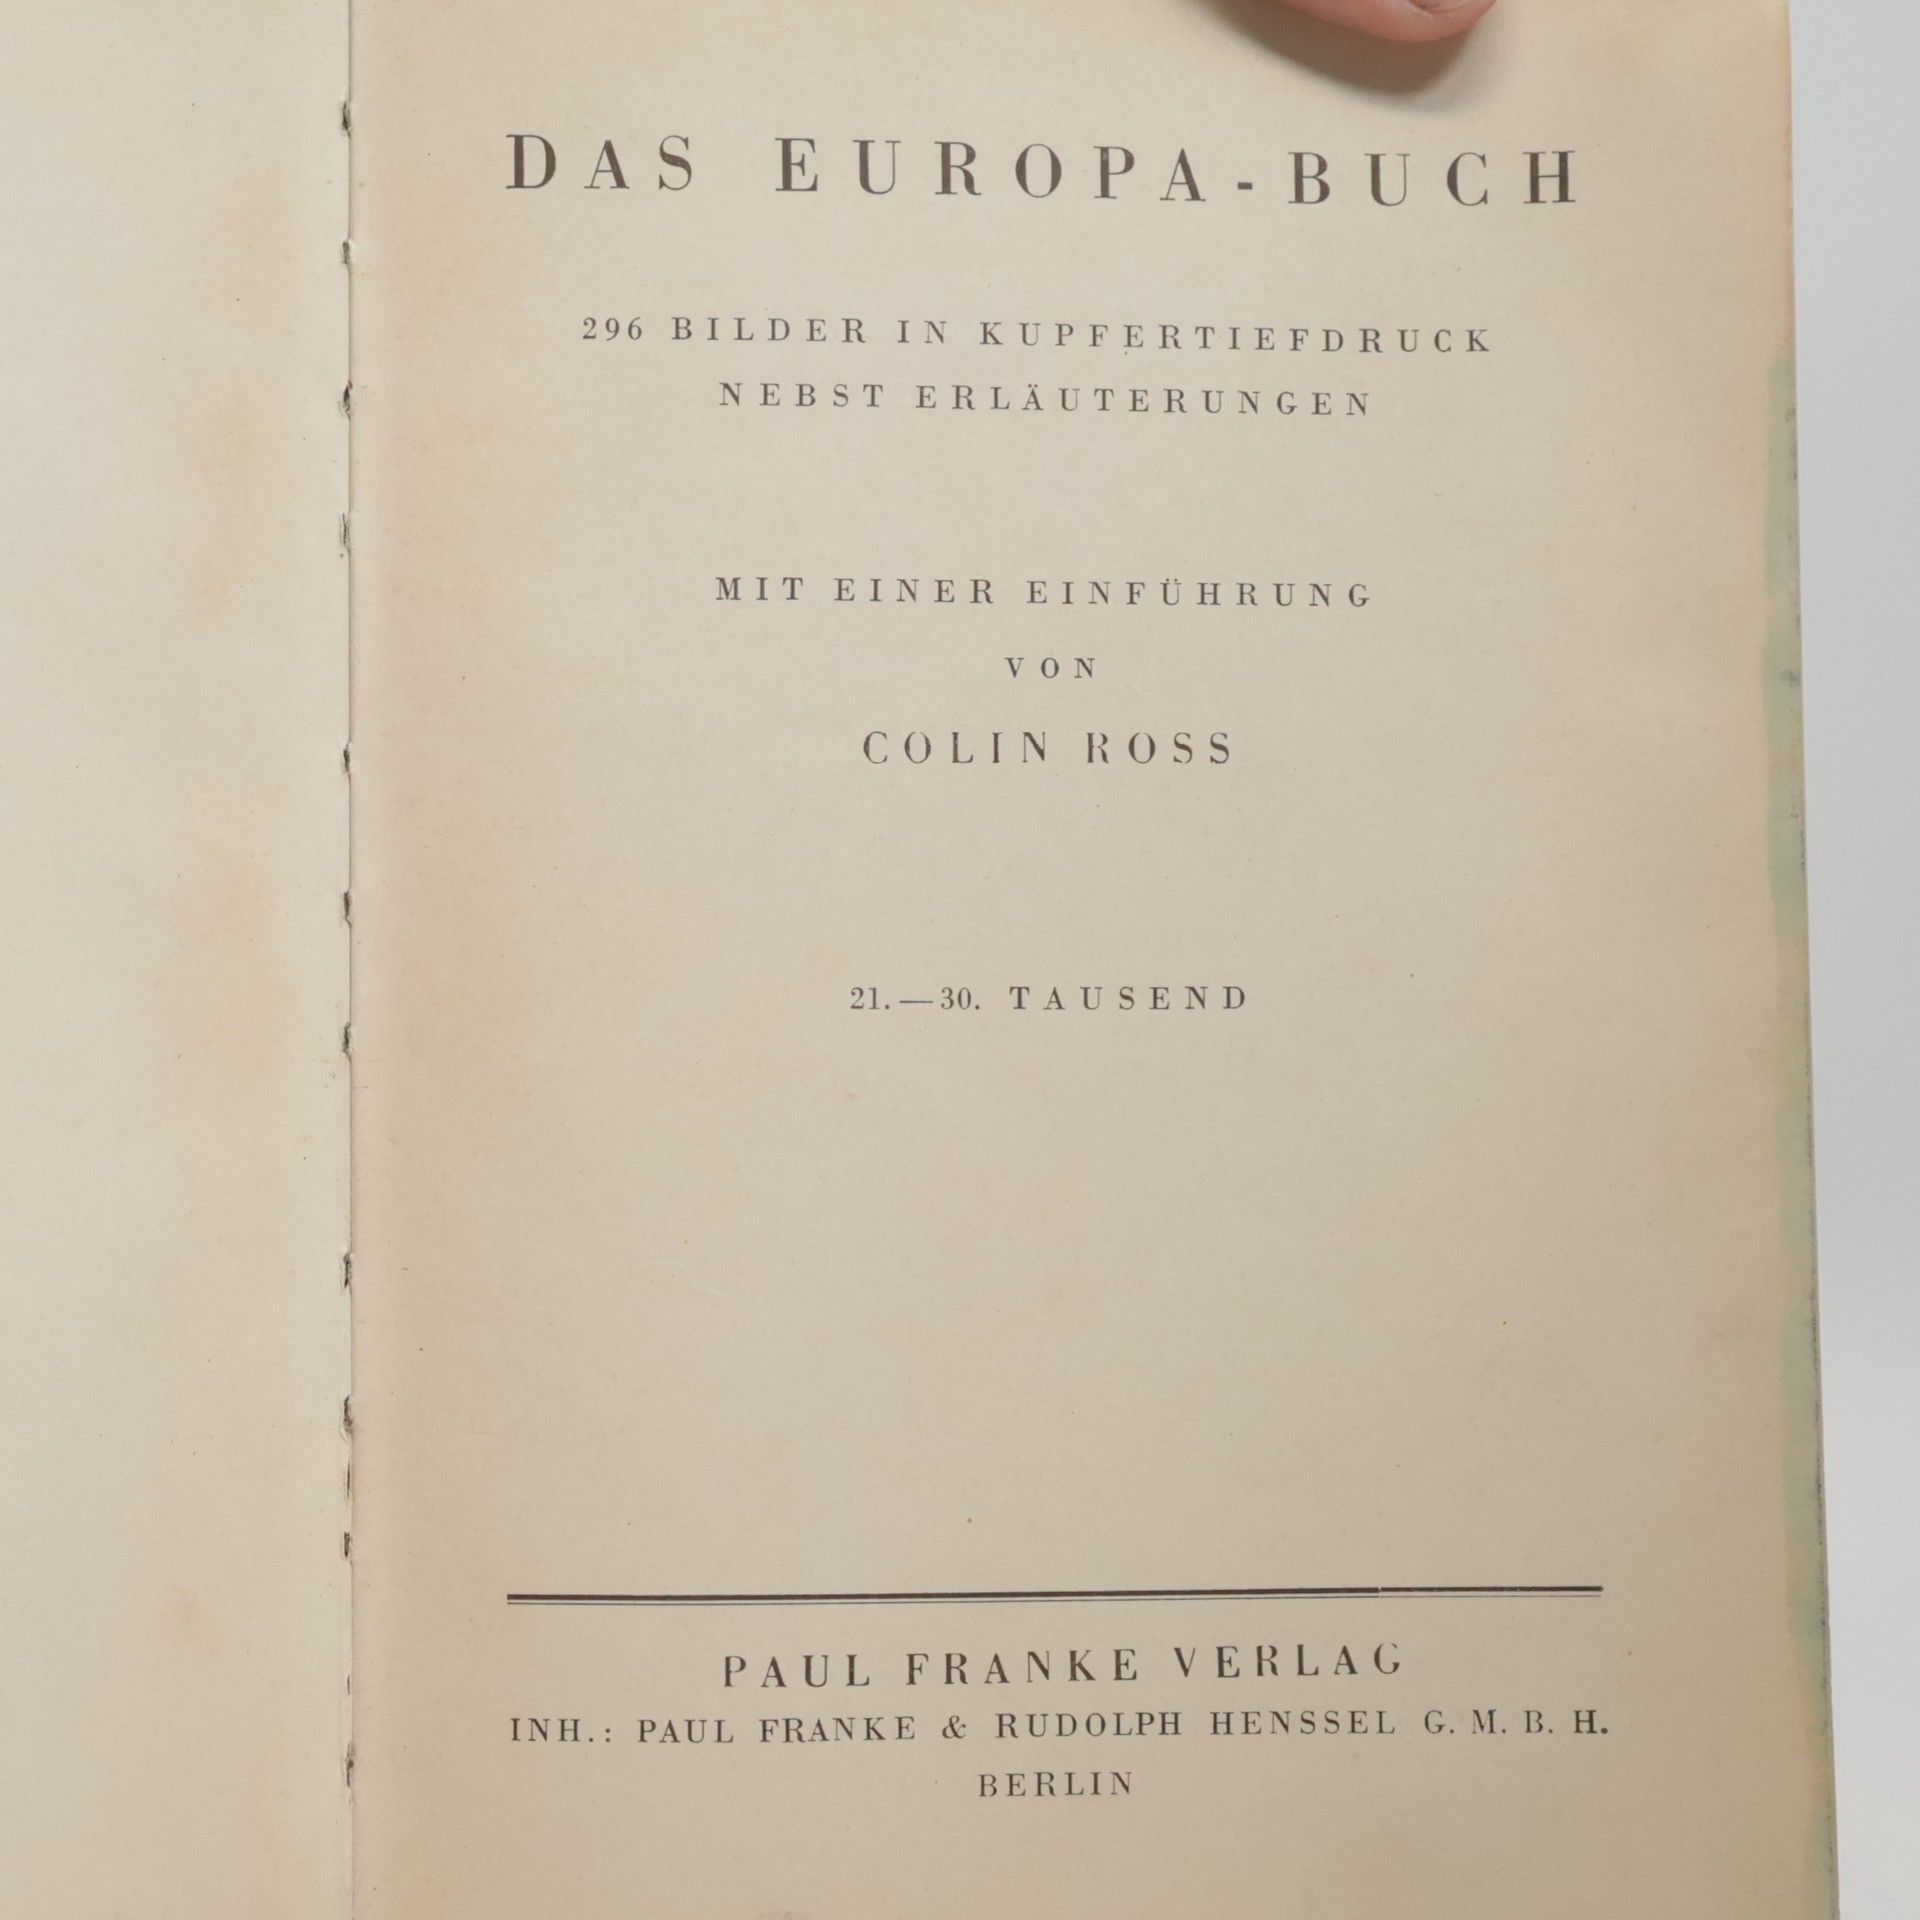 DAS EUROPA-BUCH
296 BILDER IN KUPFERTIEFDRUCK
NEBST ERLÄUTERUNGEN
MIT EINER EINFÜHRUNG
VON
COLIN ROSS
21.—30. TAUSEND
PAUL FRANKE VERLAG
INH.: PAUL FRANKE & RUDOLPH HENSSEL G. M. B. H.
BERLIN